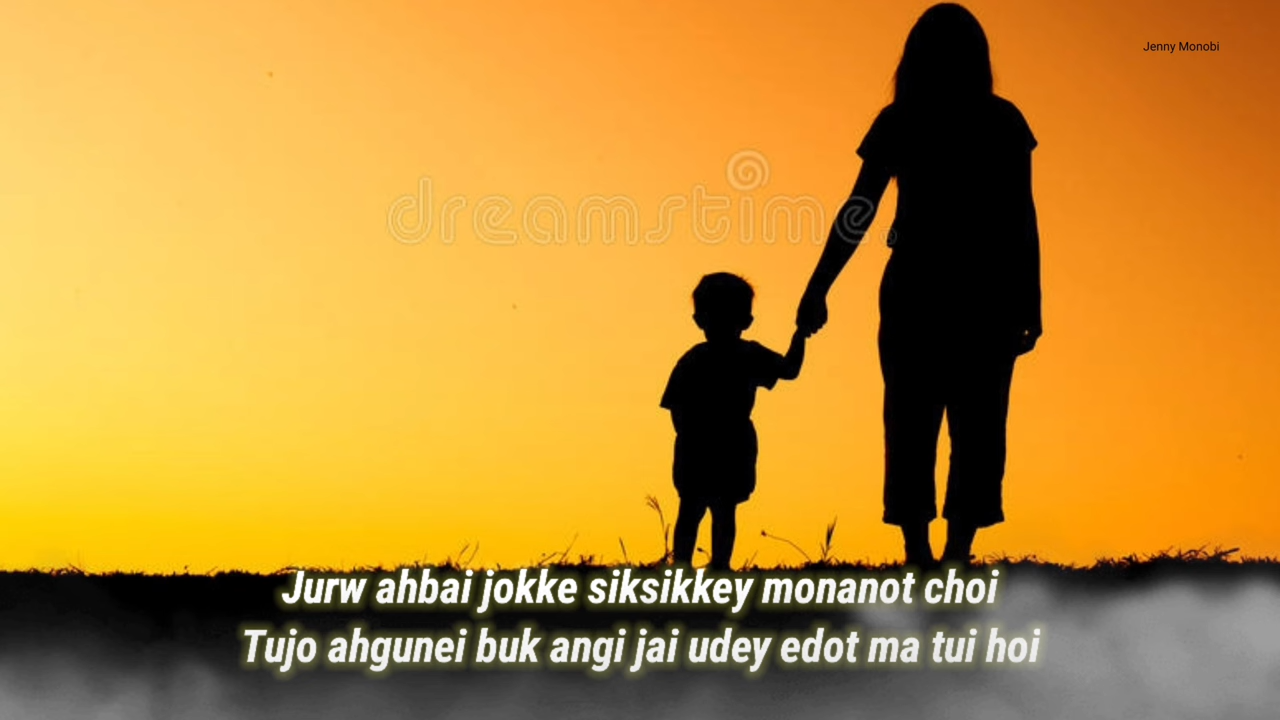 Jenny Monobi
dreamstime.
Jurw ahbai jokke siksikkey monanot choi
Tujo ahgunei buk angi jai udey edot ma tui hoi